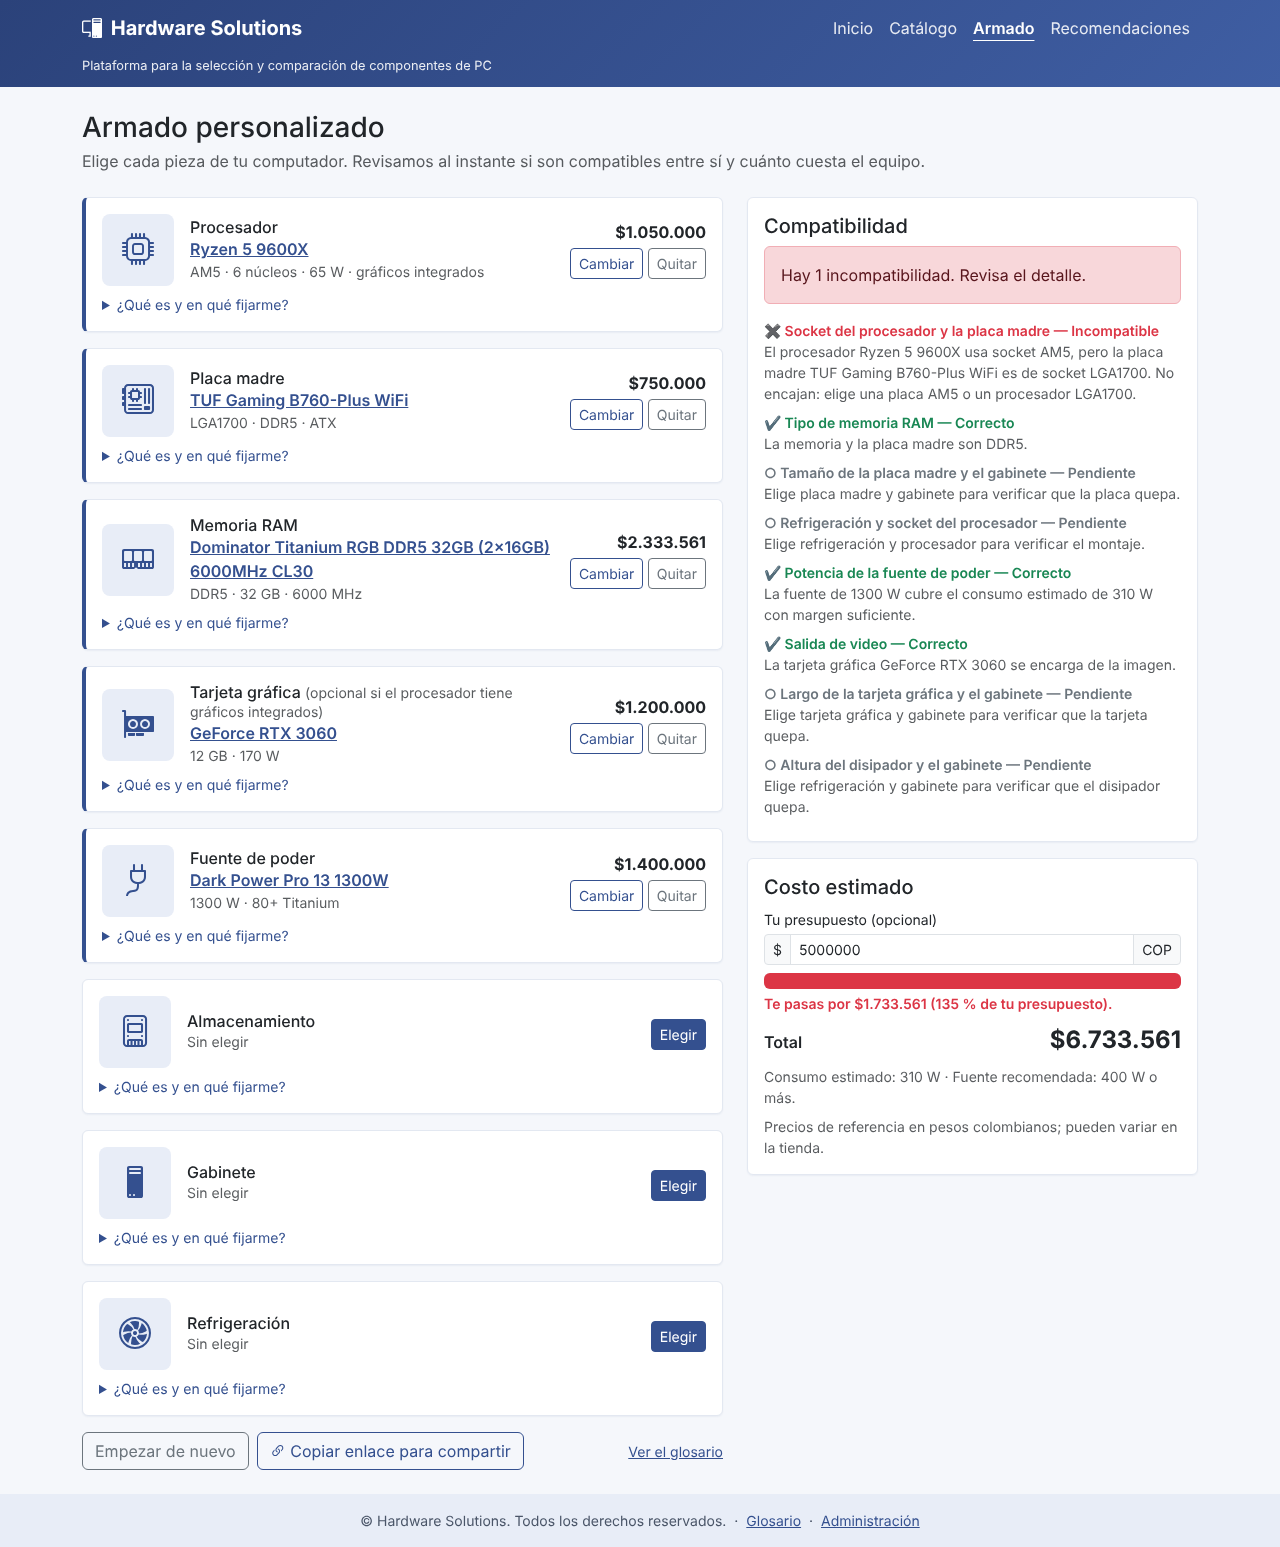 Hardware Solutions
Inicio Catálogo Armado Recomendaciones
Plataforma para la selección y comparación de componentes de PC
Armado personalizado
Elige cada pieza de tu computador. Revisamos al instante si son compatibles entre sí y cuánto cuesta el equipo.
Procesador
Ryzen 5 9600X
AM5 · 6 núcleos · 65 W · gráficos integrados
$1.050.000
Cambiar Quitar
¿Qué es y en qué fijarme?
Placa madre
TUF Gaming B760-Plus WiFi
LGA1700 · DDR5 · ATX
$750.000
Cambiar Quitar
¿Qué es y en qué fijarme?
Memoria RAM
Dominator Titanium RGB DDR5 32GB (2×16GB)
6000MHz CL30
DDR5 · 32 GB · 6000 MHz
$2.333.561
Cambiar Quitar
¿Qué es y en qué fijarme?
Tarjeta gráfica (opcional si el procesador tiene
gráficos integrados)
GeForce RTX 3060
12 GB · 170 W
$1.200.000
Cambiar Quitar
¿Qué es y en qué fijarme?
Fuente de poder
Dark Power Pro 13 1300W
1300 W · 80+ Titanium
$1.400.000
Cambiar Quitar
¿Qué es y en qué fijarme?
Almacenamiento
Sin elegir
Elegir
¿Qué es y en qué fijarme?
Gabinete
Sin elegir
Elegir
¿Qué es y en qué fijarme?
Refrigeración
Sin elegir
Elegir
¿Qué es y en qué fijarme?
Empezar de nuevo
Copiar enlace para compartir
Ver el glosario
Compatibilidad
Hay 1 incompatibilidad. Revisa el detalle.
✖ Socket del procesador y la placa madre — Incompatible
El procesador Ryzen 5 9600X usa socket AM5, pero la placa
madre TUF Gaming B760-Plus WiFi es de socket LGA1700. No
encajan: elige una placa AM5 o un procesador LGA1700.
✔ Tipo de memoria RAM — Correcto
La memoria y la placa madre son DDR5.
○ Tamaño de la placa madre y el gabinete — Pendiente
Elige placa madre y gabinete para verificar que la placa quepa.
○ Refrigeración y socket del procesador — Pendiente
Elige refrigeración y procesador para verificar el montaje.
✔ Potencia de la fuente de poder — Correcto
La fuente de 1300 W cubre el consumo estimado de 310 W
con margen suficiente.
✔ Salida de video — Correcto
La tarjeta gráfica GeForce RTX 3060 se encarga de la imagen.
○ Largo de la tarjeta gráfica y el gabinete — Pendiente
Elige tarjeta gráfica y gabinete para verificar que la tarjeta
quepa.
○ Altura del disipador y el gabinete — Pendiente
Elige refrigeración y gabinete para verificar que el disipador
quepa.
Costo estimado
Tu presupuesto (opcional)
$ 5000000 COP
Te pasas por $1.733.561 (135 % de tu presupuesto).
Total $6.733.561
Consumo estimado: 310 W · Fuente recomendada: 400 W o
más.
Precios de referencia en pesos colombianos; pueden variar en
la tienda.
© Hardware Solutions. Todos los derechos reservados. · Glosario · Administración